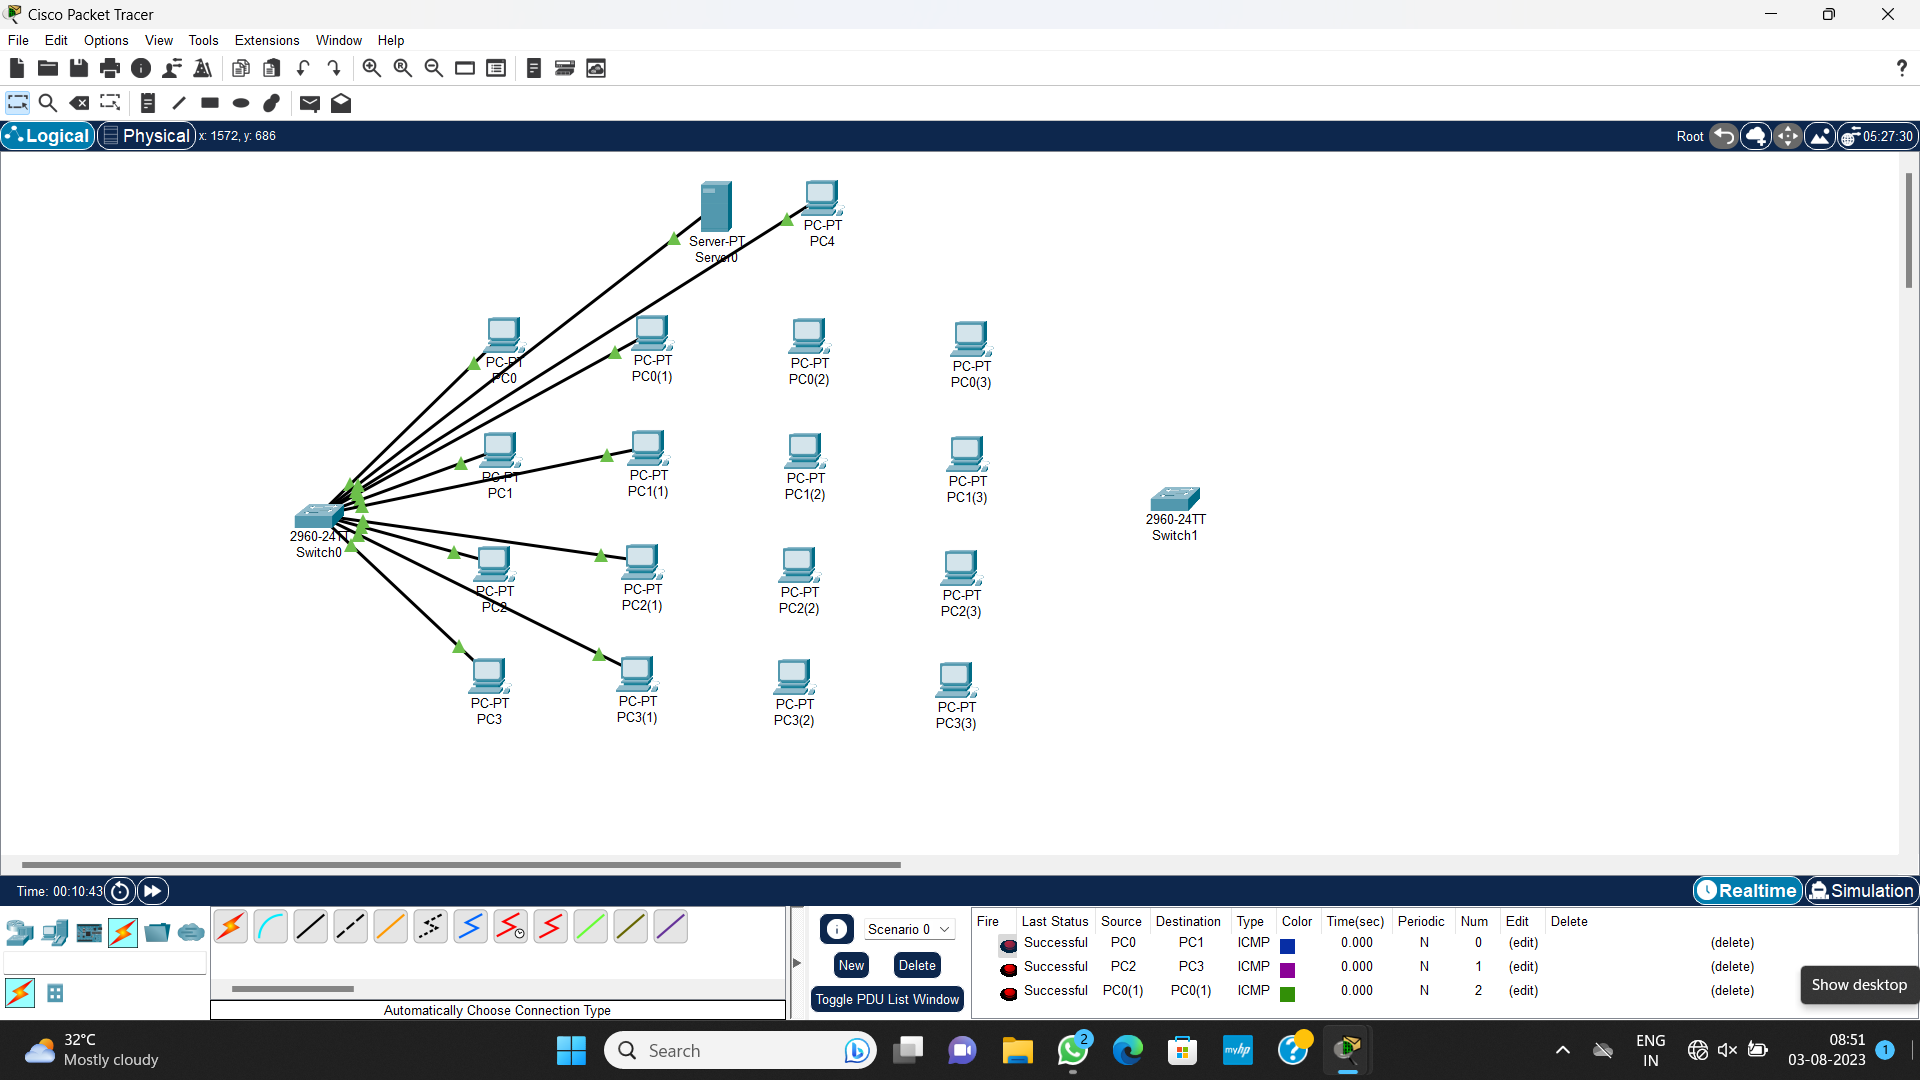 Cisco Packet Tracer
File Edit Options View Tools Extensions Window Help
?
Logical Physical x: 1572, y: 686 Root 05:27:30
Server-PT
Server0
PC-PT
PC4
PC-PT
PC0
PC-PT
PC0(1)
PC-PT
PC0(2)
PC-PT
PC0(3)
PC-PT
PC1
PC-PT
PC1(1)
PC-PT
PC1(2)
PC-PT
PC1(3)
2960-24TT
Switch0
2960-24TT
Switch1
PC-PT
PC2
PC-PT
PC2(1)
PC-PT
PC2(2)
PC-PT
PC2(3)
PC-PT
PC3
PC-PT
PC3(1)
PC-PT
PC3(2)
PC-PT
PC3(3)
Time: 00:10:43 Realtime Simulation
Automatically Choose Connection Type
Scenario 0
New Delete
Toggle PDU List Window
Fire Last Status Source Destination Type Color Time(sec) Periodic Num Edit Delete
Successful PC0 PC1 ICMP 0.000 N 0 (edit) (delete)
Successful PC2 PC3 ICMP 0.000 N 1 (edit) (delete)
Successful PC0(1) PC0(1) ICMP 0.000 N 2 (edit) (delete)
Show desktop
32°C
Mostly cloudy
Search
2
myhp
?
ENG
IN
08:51
03-08-2023
1